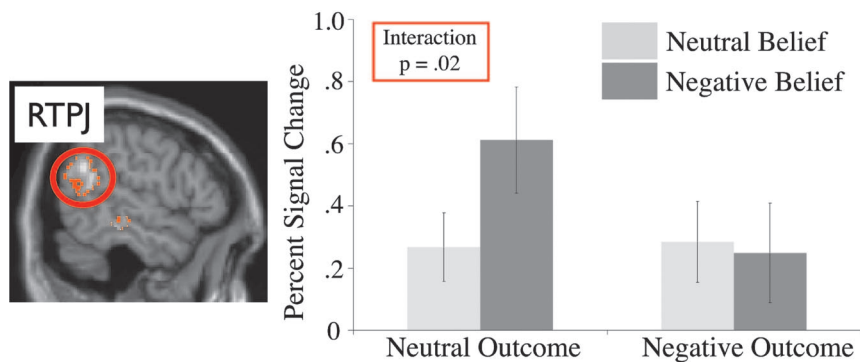 RTPJ
Percent Signal Change
1.0
.8
.6
.4
.2
0
Interaction
p = .02
Neutral Belief
Negative Belief
Neutral Outcome
Negative Outcome